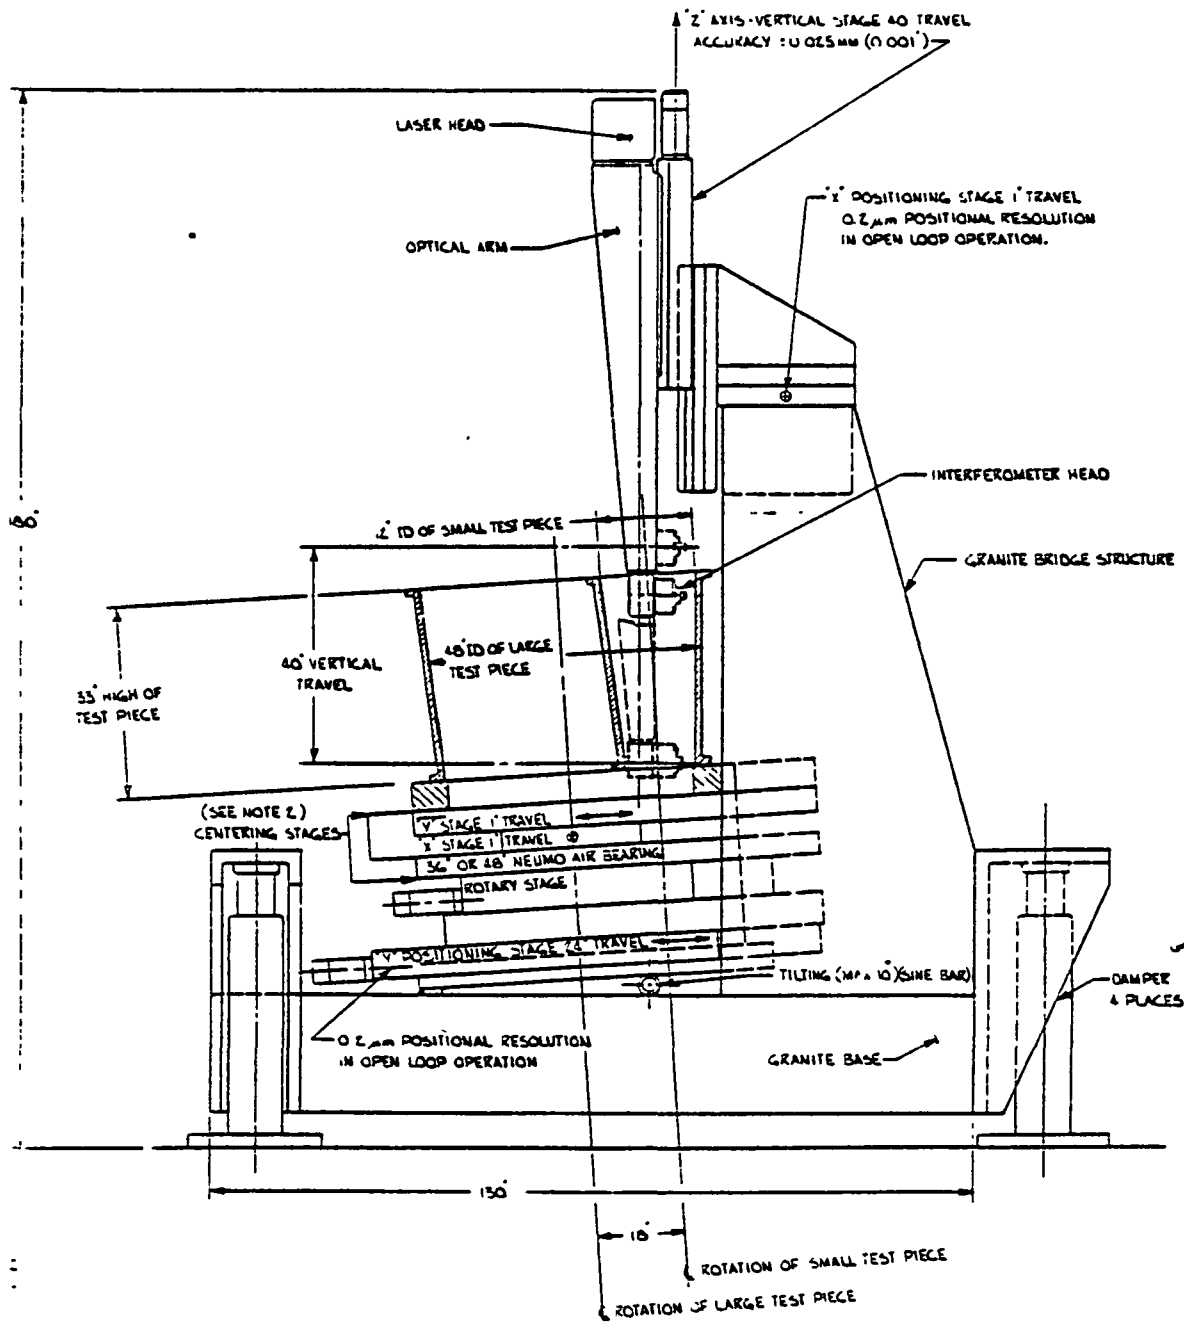 "Z" AXIS-VERTICAL STAGE 40 TRAVEL
ACCURACY : 0.025MM (0.001")
LASER HEAD
"X" POSITIONING STAGE 1" TRAVEL
0.2 μm POSITIONAL RESOLUTION
IN OPEN LOOP OPERATION.
OPTICAL ARM
INTERFEROMETER HEAD
180"
12" ID OF SMALL TEST PIECE
GRANITE BRIDGE STRUCTURE
40" VERTICAL
TRAVEL
48" ID OF LARGE
TEST PIECE
33" HIGH OF
TEST PIECE
(SEE NOTE 2)
CENTERING STAGES
"Y" STAGE 1" TRAVEL
"X" STAGE 1" TRAVEL
36" OR 48" NEUMO AIR BEARING
ROTARY STAGE
"Y" POSITIONING STAGE 24" TRAVEL
TILTING (SINE BAR)
DAMPER
4 PLACES
0.2 μm POSITIONAL RESOLUTION
IN OPEN LOOP OPERATION
GRANITE BASE
130"
18"
℄ ROTATION OF SMALL TEST PIECE
℄ ROTATION OF LARGE TEST PIECE